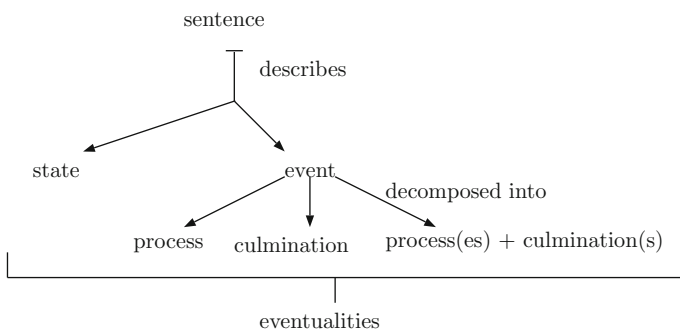 sentence
describes
state
event
decomposed into
process
culmination
process(es) + culmination(s)
eventualities